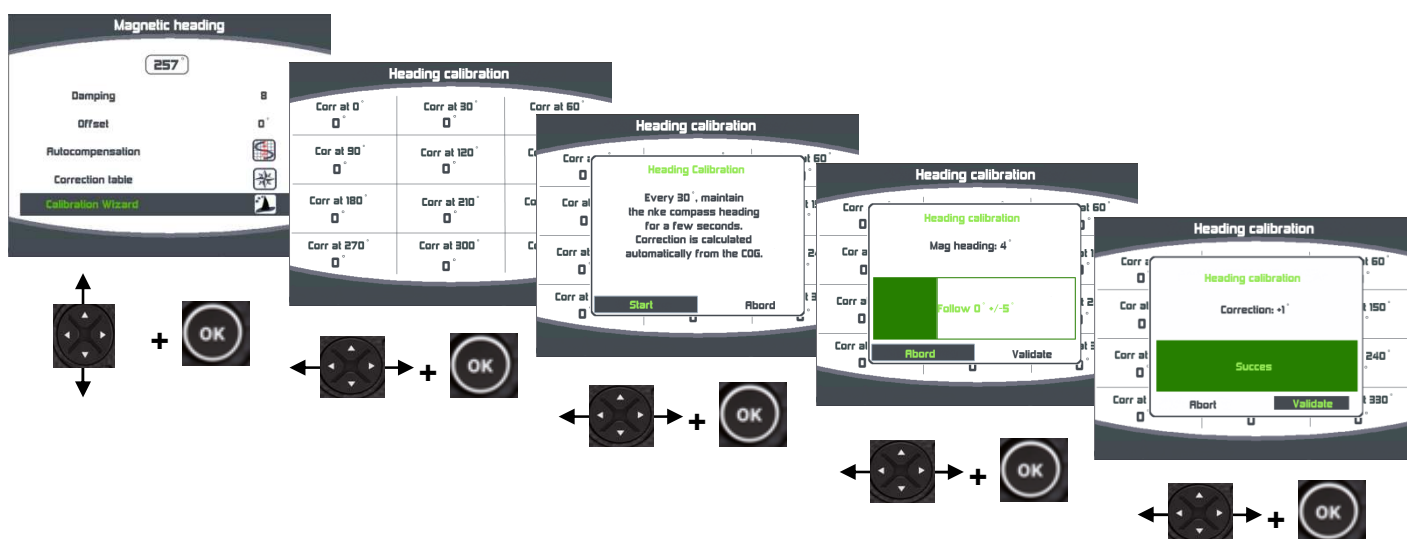 Magnetic heading
257°
Damping 8
Offset 0°
Autocompensation
Correction table
Calibration Wizard
+ OK
Heading calibration
Corr at 0° Corr at 30° Corr at 60°
0° 0°
Cor at 90° Corr at 120°
0° 0°
Corr at 180° Corr at 210°
0° 0°
Corr at 270° Corr at 300°
0° 0°
+ OK
Heading calibration
Heading Calibration
Every 30°, maintain
the nke compass heading
for a few seconds.
Correction is calculated
automatically from the COG.
Start Abord
+ OK
Heading calibration
Heading calibration
Mag heading: 4°
Follow 0° +/-5°
Abord Validate
+ OK
Heading calibration
Heading calibration
Correction: +1°
Succes
Abort Validate
+ OK